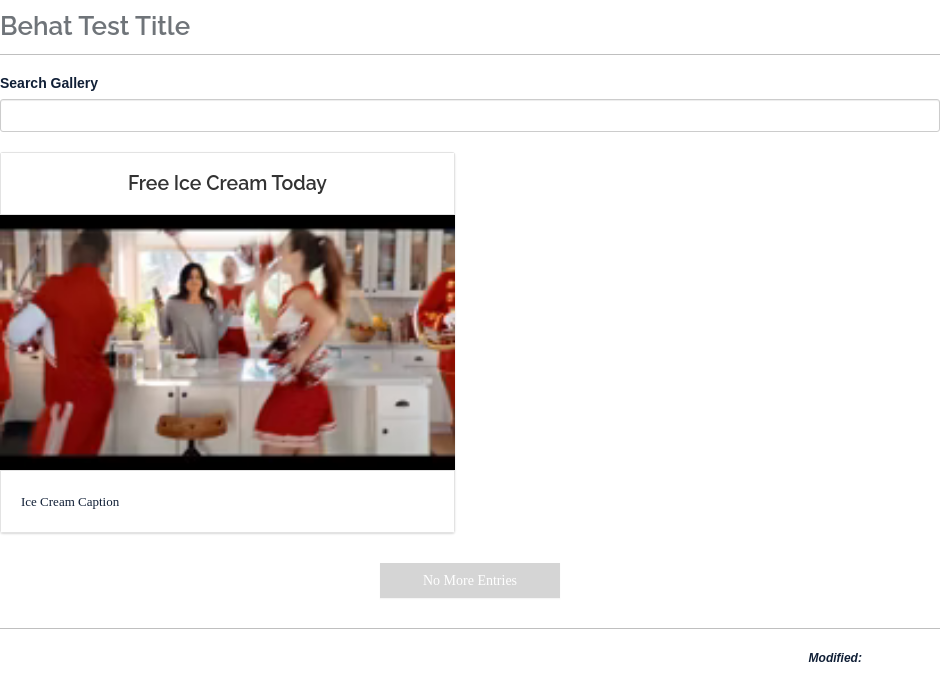 Behat Test Title
Search Gallery
Free Ice Cream Today
Ice Cream Caption
No More Entries
Modified: